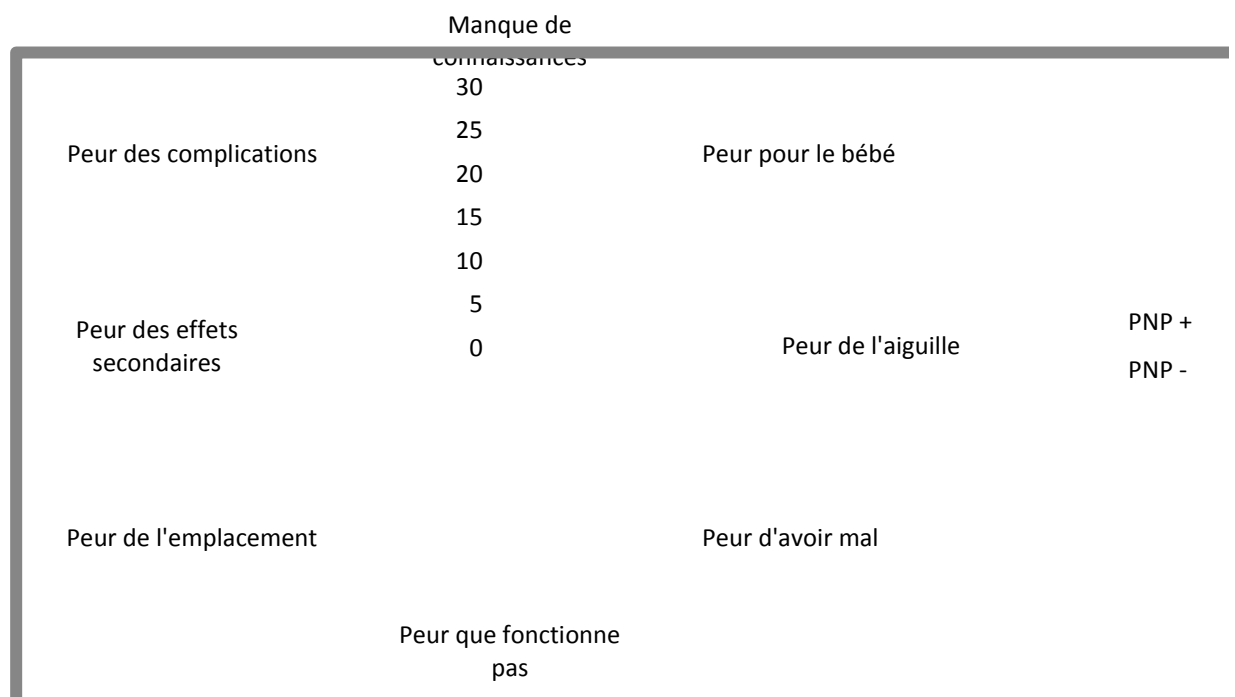 Manque de
connaissances
30
25
Peur des complications
Peur pour le bébé
20
15
10
5
Peur des effets
secondaires
0
Peur de l'aiguille
PNP +
PNP -
Peur de l'emplacement
Peur d'avoir mal
Peur que fonctionne
pas